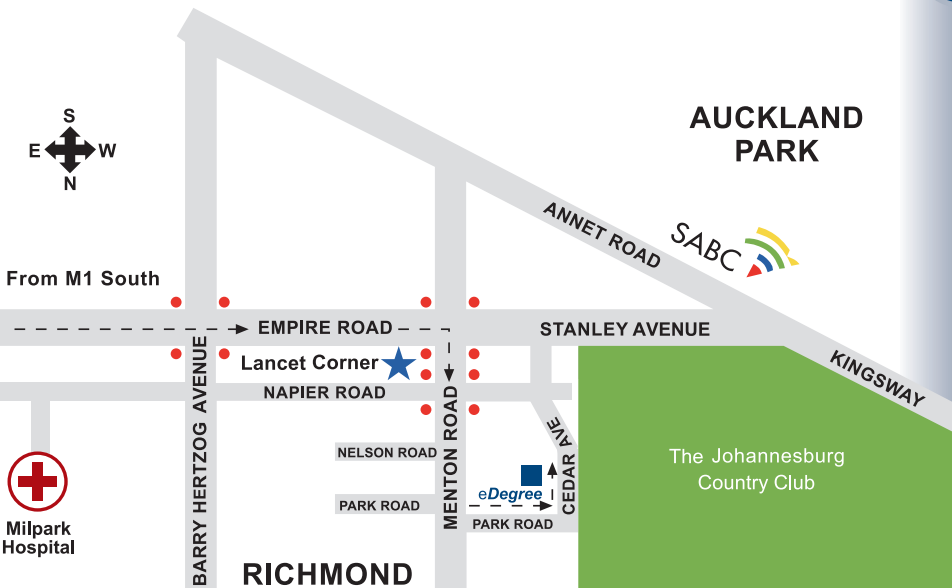 AUCKLAND
PARK
S
E
W
N
ANNET ROAD
SABC
From M1 South
EMPIRE ROAD
STANLEY AVENUE
Lancet Corner
KINGSWAY
NAPIER ROAD
BARRY HERTZOG AVENUE
MENTON ROAD
CEDAR AVE
NELSON ROAD
The Johannesburg
Country Club
eDegree
PARK ROAD
PARK ROAD
Milpark
Hospital
RICHMOND